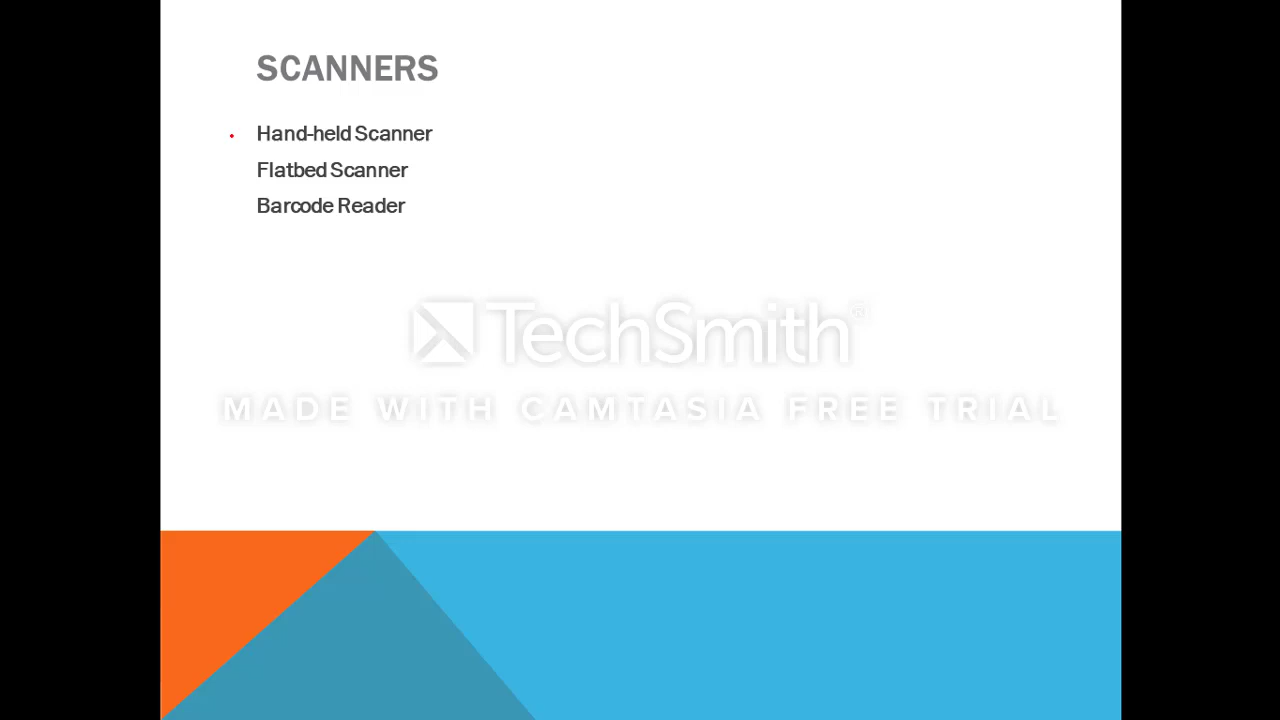 SCANNERS
• Hand-held Scanner
Flatbed Scanner
Barcode Reader
TechSmith®
MADE WITH CAMTASIA FREE TRIAL